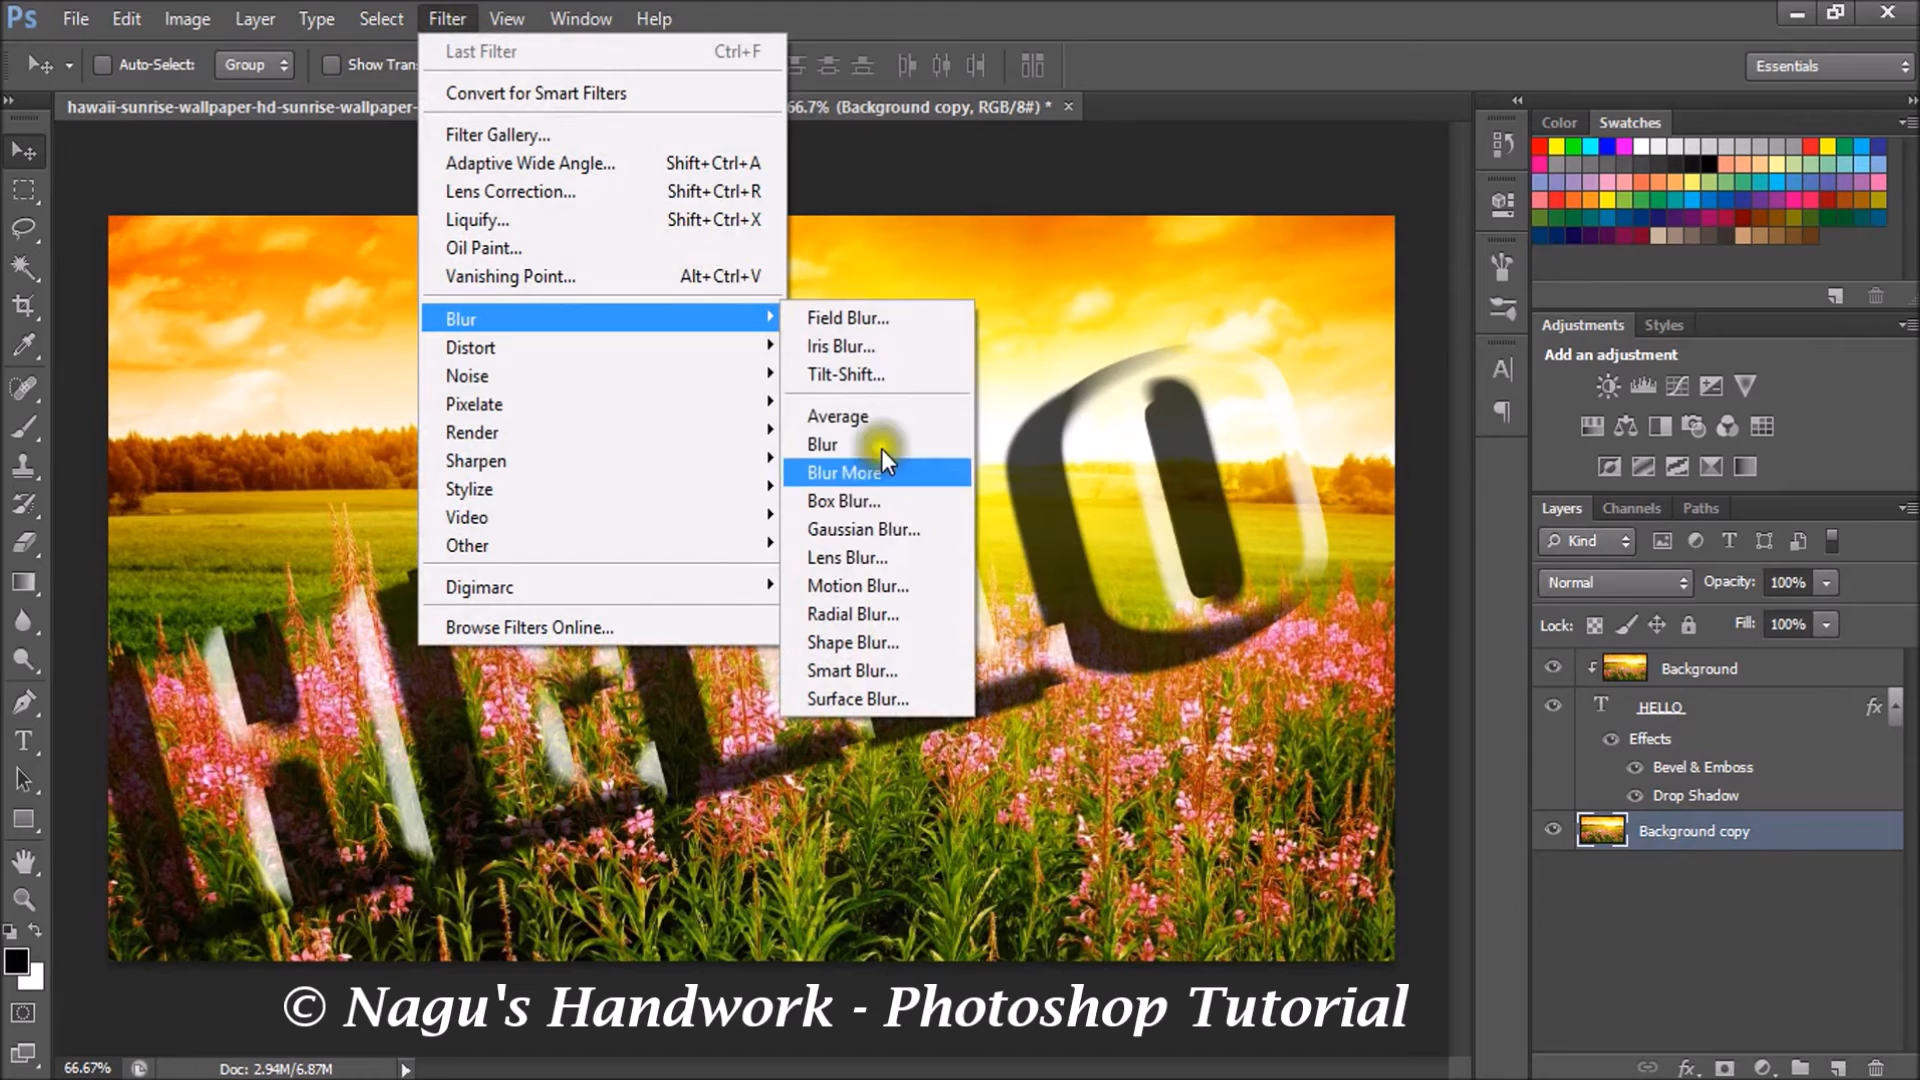 Ps File Edit Image Layer Type Select Filter View Window Help
Auto-Select: Group Show Tran
Essentials
hawaii-sunrise-wallpaper-hd-sunrise-wallpaper- 66.7% (Background copy, RGB/8#) * ×
Last Filter Ctrl+F
Convert for Smart Filters
Filter Gallery...
Adaptive Wide Angle... Shift+Ctrl+A
Lens Correction... Shift+Ctrl+R
Liquify... Shift+Ctrl+X
Oil Paint...
Vanishing Point... Alt+Ctrl+V
Blur
Distort
Noise
Pixelate
Render
Sharpen
Stylize
Video
Other
Digimarc
Browse Filters Online...
Field Blur...
Iris Blur...
Tilt-Shift...
Average
Blur
Blur More
Box Blur...
Gaussian Blur...
Lens Blur...
Motion Blur...
Radial Blur...
Shape Blur...
Smart Blur...
Surface Blur...
Color Swatches
Adjustments Styles
Add an adjustment
Layers Channels Paths
Kind
Normal Opacity: 100%
Lock: Fill: 100%
Background
T HELLO fx
Effects
Bevel & Emboss
Drop Shadow
Background copy
© Nagu's Handwork - Photoshop Tutorial
66.67% Doc: 2.94M/6.87M